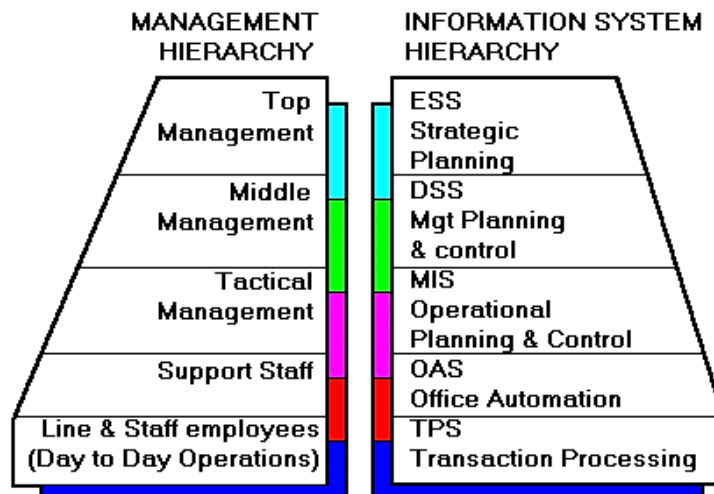 MANAGEMENT
HIERARCHY
Top
Management
Middle
Management
Tactical
Management
Support Staff
Line & Staff employees
(Day to Day Operations)
INFORMATION SYSTEM
HIERARCHY
ESS
Strategic
Planning
DSS
Mgt Planning
& control
MIS
Operational
Planning & Control
OAS
Office Automation
TPS
Transaction Processing